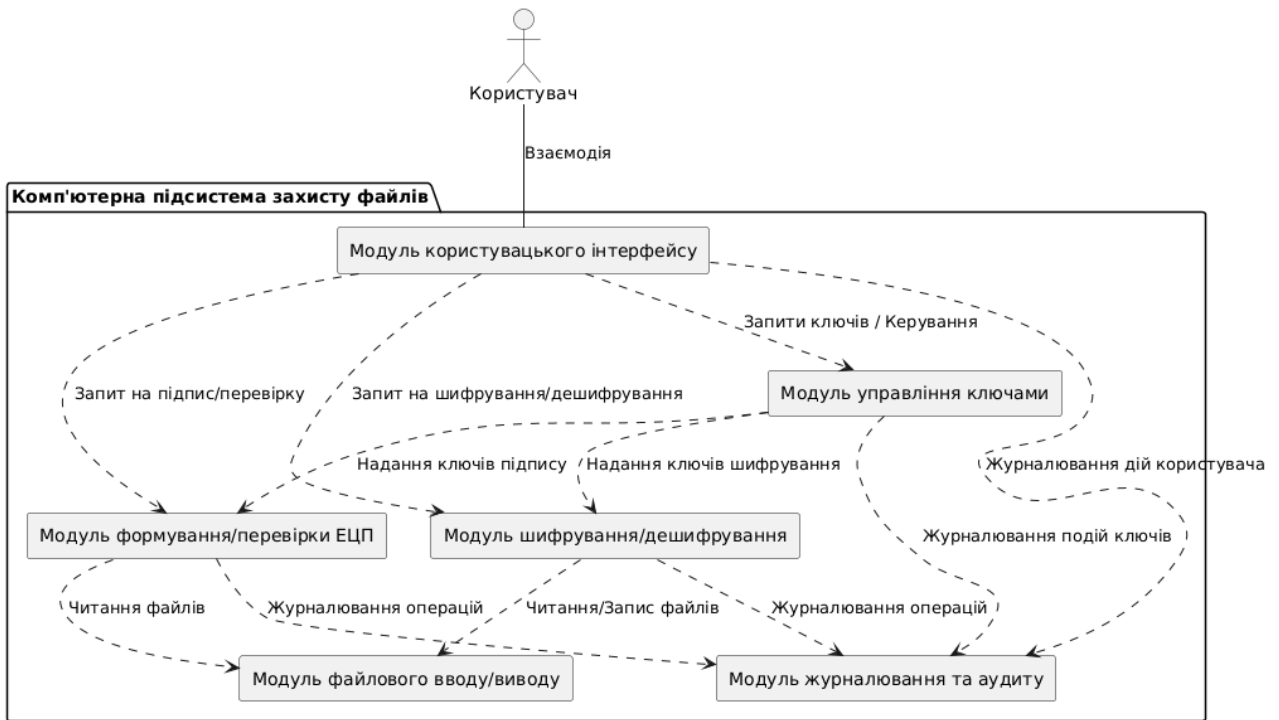 Користувач
Взаємодія
Комп'ютерна підсистема захисту файлів
Модуль користувацького інтерфейсу
Запити ключів / Керування
Запит на підпис/перевірку
Запит на шифрування/дешифрування
Модуль управління ключами
Надання ключів підпису
Надання ключів шифрування
Журналювання дій користувача
Модуль формування/перевірки ЕЦП
Модуль шифрування/дешифрування
Журналювання подій ключів
Читання файлів
Журналювання операцій
Читання/Запис файлів
Журналювання операцій
Модуль файлового вводу/виводу
Модуль журналювання та аудиту